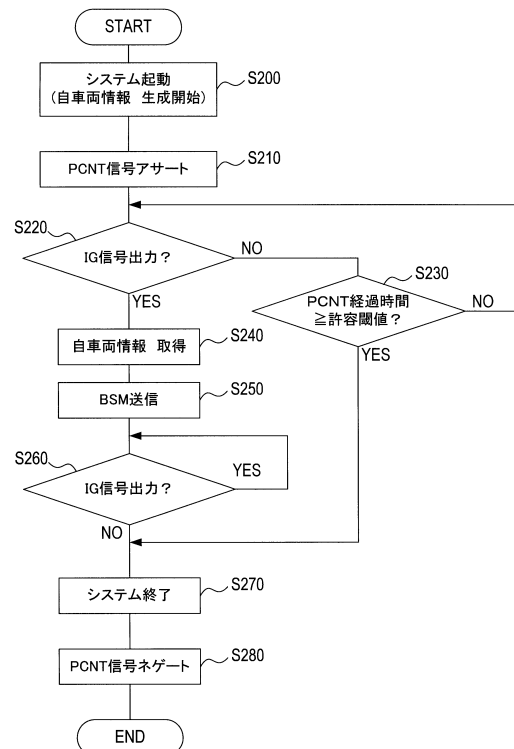 START
システム起動
(自車両情報 生成開始)
S200
PCNT信号アサート
S210
S220
IG信号出力？
NO
YES
S230
PCNT経過時間
≧許容閾値？
NO
YES
自車両情報 取得
S240
BSM送信
S250
S260
IG信号出力？
YES
NO
システム終了
S270
PCNT信号ネゲート
S280
END